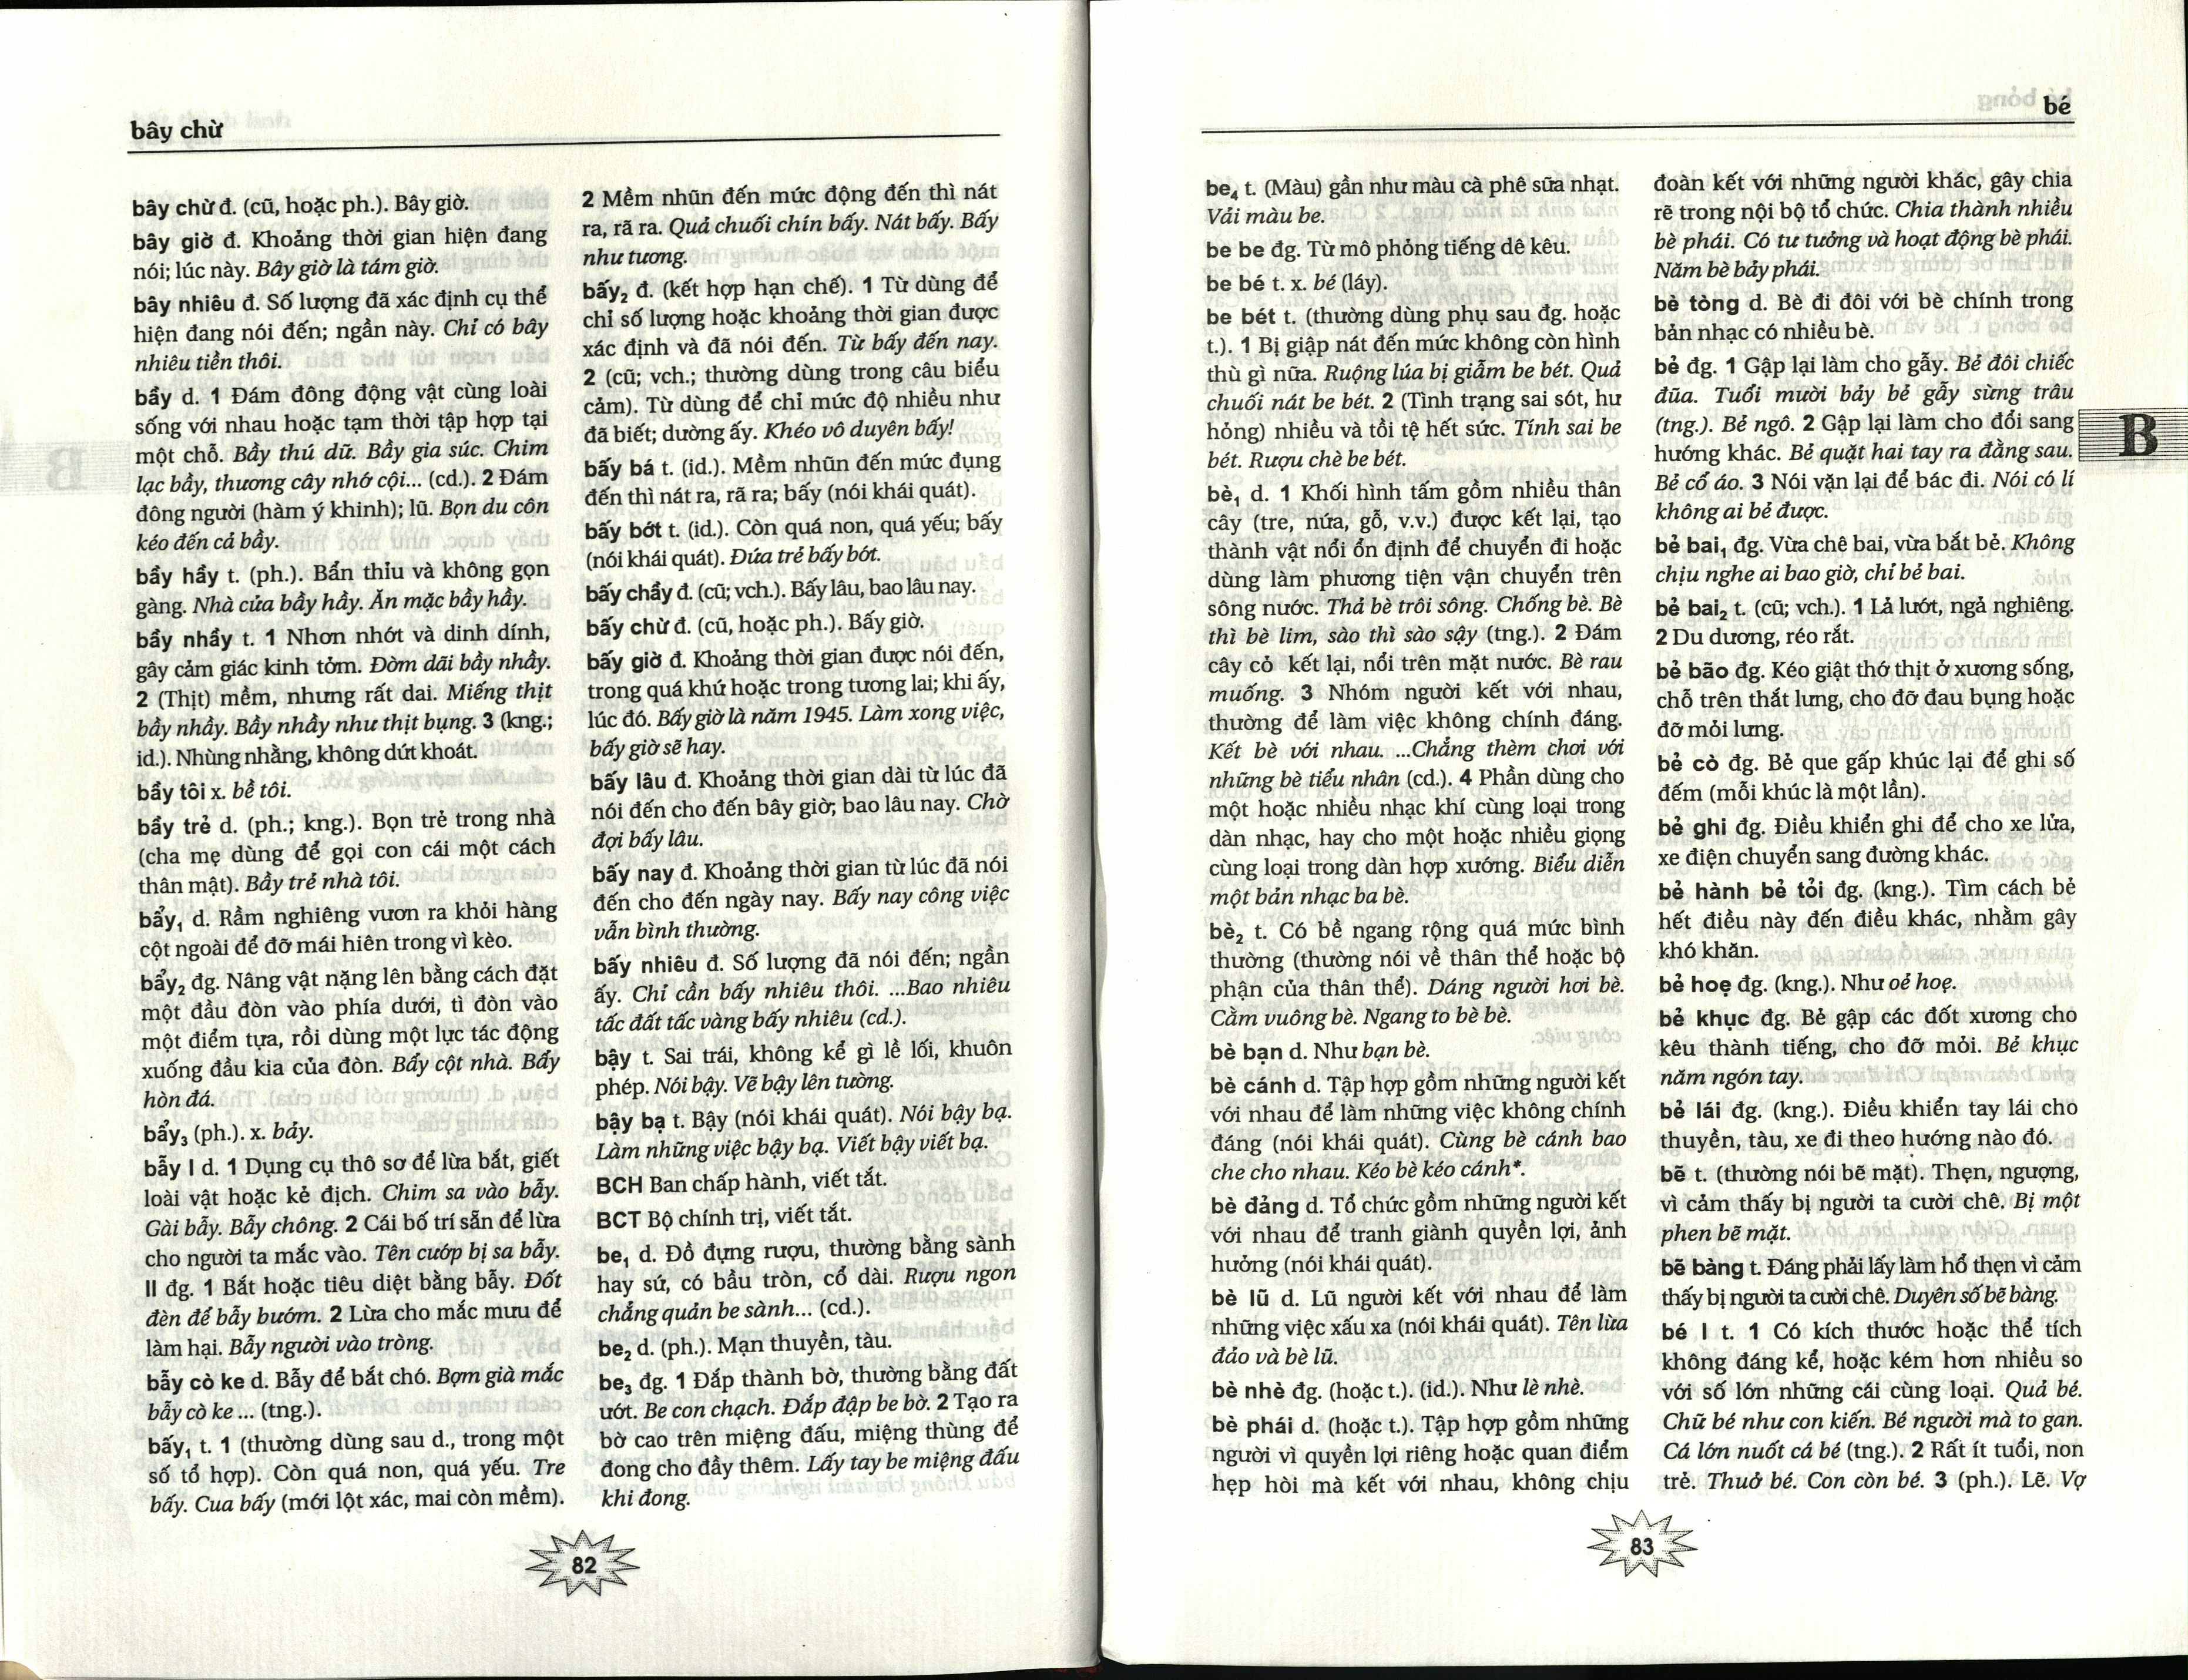 bây chừ
bây chừ đ. (cũ, hoặc ph.). Bây giờ.
bây giờ đ. Khoảng thời gian hiện đang
nói; lúc này. Bây giờ là tám giờ.
bây nhiêu đ. Số lượng đã xác định cụ thể
hiện đang nói đến; ngần này. Chỉ có bây
nhiêu tiền thôi.
bầy d. 1 Đám đông động vật cùng loài
sống với nhau hoặc tạm thời tập hợp tại
một chỗ. Bầy thú dữ. Bầy gia súc. Chim
lạc bầy, thương cây nhớ cội... (cd.). 2 Đám
đông người (hàm ý khinh); lũ. Bọn du côn
kéo đến cả bầy.
bầy hầy t. (ph.). Bẩn thỉu và không gọn
gàng. Nhà cửa bầy hầy. Ăn mặc bầy hầy.
bầy nhầy t. 1 Nhơn nhớt và dinh dính,
gây cảm giác kinh tởm. Đờm dãi bầy nhầy.
2 (Thịt) mềm, nhưng rất dai. Miếng thịt
bầy nhầy. Bầy nhầy như thịt bụng. 3 (kng.;
id.). Nhùng nhằng, không dứt khoát.
bầy tôi x. bề tôi.
bầy trẻ d. (ph.; kng.). Bọn trẻ trong nhà
(cha mẹ dùng để gọi con cái một cách
thân mật). Bầy trẻ nhà tôi.
bẩy₁ d. Rầm nghiêng vươn ra khỏi hàng
cột ngoài để đỡ mái hiên trong vì kèo.
bẩy₂ đg. Nâng vật nặng lên bằng cách đặt
một đầu đòn vào phía dưới, tì đòn vào
một điểm tựa, rồi dùng một lực tác động
xuống đầu kia của đòn. Bẩy cột nhà. Bẩy
hòn đá.
bẩy₃ (ph.). x. bảy.
bẫy I d. 1 Dụng cụ thô sơ để lừa bắt, giết
loài vật hoặc kẻ địch. Chim sa vào bẫy.
Gài bẫy. Bẫy chông. 2 Cái bố trí sẵn để lừa
cho người ta mắc vào. Tên cướp bị sa bẫy.
II đg. 1 Bắt hoặc tiêu diệt bằng bẫy. Đốt
đèn để bẫy bướm. 2 Lừa cho mắc mưu để
làm hại. Bẫy người vào tròng.
bẫy cò ke d. Bẫy để bắt chó. Bợm già mắc
bẫy cò ke ... (tng.).
bấy₁ t. 1 (thường dùng sau d., trong một
số tổ hợp). Còn quá non, quá yếu. Tre
bấy. Cua bấy (mới lột xác, mai còn mềm).
2 Mềm nhũn đến mức động đến thì nát
ra, rã ra. Quả chuối chín bấy. Nát bấy. Bấy
như tương.
bấy₂ đ. (kết hợp hạn chế). 1 Từ dùng để
chỉ số lượng hoặc khoảng thời gian được
xác định và đã nói đến. Từ bấy đến nay.
2 (cũ; vch.; thường dùng trong câu biểu
cảm). Từ dùng để chỉ mức độ nhiều như
đã biết; dường ấy. Khéo vô duyên bấy!
bấy bá t. (id.). Mềm nhũn đến mức đụng
đến thì nát ra, rã ra; bấy (nói khái quát).
bấy bớt t. (id.). Còn quá non, quá yếu; bấy
(nói khái quát). Đứa trẻ bấy bớt.
bấy chầy đ. (cũ; vch.). Bấy lâu, bao lâu nay.
bấy chừ đ. (cũ, hoặc ph.). Bấy giờ.
bấy giờ đ. Khoảng thời gian được nói đến,
trong quá khứ hoặc trong tương lai; khi ấy,
lúc đó. Bấy giờ là năm 1945. Làm xong việc,
bấy giờ sẽ hay.
bấy lâu đ. Khoảng thời gian dài từ lúc đã
nói đến cho đến bây giờ; bao lâu nay. Chờ
đợi bấy lâu.
bấy nay đ. Khoảng thời gian từ lúc đã nói
đến cho đến ngày nay. Bấy nay công việc
vẫn bình thường.
bấy nhiêu đ. Số lượng đã nói đến; ngần
ấy. Chỉ cần bấy nhiêu thôi. ...Bao nhiêu
tấc đất tấc vàng bấy nhiêu (cd.).
bậy t. Sai trái, không kể gì lề lối, khuôn
phép. Nói bậy. Vẽ bậy lên tường.
bậy bạ t. Bậy (nói khái quát). Nói bậy bạ.
Làm những việc bậy bạ. Viết bậy viết bạ.
BCH Ban chấp hành, viết tắt.
BCT Bộ chính trị, viết tắt.
be₁ d. Đồ đựng rượu, thường bằng sành
hay sứ, có bầu tròn, cổ dài. Rượu ngon
chẳng quản be sành... (cd.).
be₂ d. (ph.). Mạn thuyền, tàu.
be₃ đg. 1 Đắp thành bờ, thường bằng đất
ướt. Be con chạch. Đắp đập be bờ. 2 Tạo ra
bờ cao trên miệng đấu, miệng thùng để
đong cho đầy thêm. Lấy tay be miệng đấu
khi đong.
82
bé
be₄ t. (Màu) gần như màu cà phê sữa nhạt.
Vải màu be.
be be đg. Từ mô phỏng tiếng dê kêu.
be bé t. x. bé (láy).
be bét t. (thường dùng phụ sau đg. hoặc
t.). 1 Bị giập nát đến mức không còn hình
thù gì nữa. Ruộng lúa bị giẫm be bét. Quả
chuối nát be bét. 2 (Tình trạng sai sót, hư
hỏng) nhiều và tồi tệ hết sức. Tính sai be
bét. Rượu chè be bét.
bè₁ d. 1 Khối hình tấm gồm nhiều thân
cây (tre, nứa, gỗ, v.v.) được kết lại, tạo
thành vật nổi ổn định để chuyển đi hoặc
dùng làm phương tiện vận chuyển trên
sông nước. Thả bè trôi sông. Chống bè. Bè
thì bè lim, sào thì sào sậy (tng.). 2 Đám
cây cỏ kết lại, nổi trên mặt nước. Bè rau
muống. 3 Nhóm người kết với nhau,
thường để làm việc không chính đáng.
Kết bè với nhau. ...Chẳng thèm chơi với
những bè tiểu nhân (cd.). 4 Phần dùng cho
một hoặc nhiều nhạc khí cùng loại trong
dàn nhạc, hay cho một hoặc nhiều giọng
cùng loại trong dàn hợp xướng. Biểu diễn
một bản nhạc ba bè.
bè₂ t. Có bề ngang rộng quá mức bình
thường (thường nói về thân thể hoặc bộ
phận của thân thể). Dáng người hơi bè.
Cằm vuông bè. Ngang to bè bè.
bè bạn d. Như bạn bè.
bè cánh d. Tập hợp gồm những người kết
với nhau để làm những việc không chính
đáng (nói khái quát). Cùng bè cánh bao
che cho nhau. Kéo bè kéo cánh*.
bè đảng d. Tổ chức gồm những người kết
với nhau để tranh giành quyền lợi, ảnh
hưởng (nói khái quát).
bè lũ d. Lũ người kết với nhau để làm
những việc xấu xa (nói khái quát). Tên lừa
đảo và bè lũ.
bè nhè đg. (hoặc t.). (id.). Như lè nhè.
bè phái d. (hoặc t.). Tập hợp gồm những
người vì quyền lợi riêng hoặc quan điểm
hẹp hòi mà kết với nhau, không chịu
đoàn kết với những người khác, gây chia
rẽ trong nội bộ tổ chức. Chia thành nhiều
bè phái. Có tư tưởng và hoạt động bè phái.
Năm bè bảy phái.
bè tòng d. Bè đi đôi với bè chính trong
bản nhạc có nhiều bè.
bẻ đg. 1 Gập lại làm cho gẫy. Bẻ đôi chiếc
đũa. Tuổi mười bảy bẻ gẫy sừng trâu
(tng.). Bẻ ngô. 2 Gập lại làm cho đổi sang
hướng khác. Bẻ quặt hai tay ra đằng sau.
Bẻ cổ áo. 3 Nói vặn lại để bác đi. Nói có lí
không ai bẻ được.
bẻ bai₁ đg. Vừa chê bai, vừa bắt bẻ. Không
chịu nghe ai bao giờ, chỉ bẻ bai.
bẻ bai₂ t. (cũ; vch.). 1 Lả lướt, ngả nghiêng.
2 Du dương, réo rắt.
bẻ bão đg. Kéo giật thớ thịt ở xương sống,
chỗ trên thắt lưng, cho đỡ đau bụng hoặc
đỡ mỏi lưng.
bẻ cò đg. Bẻ que gấp khúc lại để ghi số
đếm (mỗi khúc là một lần).
bẻ ghi đg. Điều khiển ghi để cho xe lửa,
xe điện chuyển sang đường khác.
bẻ hành bẻ tỏi đg. (kng.). Tìm cách bẻ
hết điều này đến điều khác, nhằm gây
khó khăn.
bẻ hoẹ đg. (kng.). Như oẻ hoẹ.
bẻ khục đg. Bẻ gập các đốt xương cho
kêu thành tiếng, cho đỡ mỏi. Bẻ khục
năm ngón tay.
bẻ lái đg. (kng.). Điều khiển tay lái cho
thuyền, tàu, xe đi theo hướng nào đó.
bẽ t. (thường nói bẽ mặt). Thẹn, ngượng,
vì cảm thấy bị người ta cười chê. Bị một
phen bẽ mặt.
bẽ bàng t. Đáng phải lấy làm hổ thẹn vì cảm
thấy bị người ta cười chê. Duyên số bẽ bàng.
bé I t. 1 Có kích thước hoặc thể tích
không đáng kể, hoặc kém hơn nhiều so
với số lớn những cái cùng loại. Quả bé.
Chữ bé như con kiến. Bé người mà to gan.
Cá lớn nuốt cá bé (tng.). 2 Rất ít tuổi, non
trẻ. Thuở bé. Con còn bé. 3 (ph.). Lẽ. Vợ
B
83